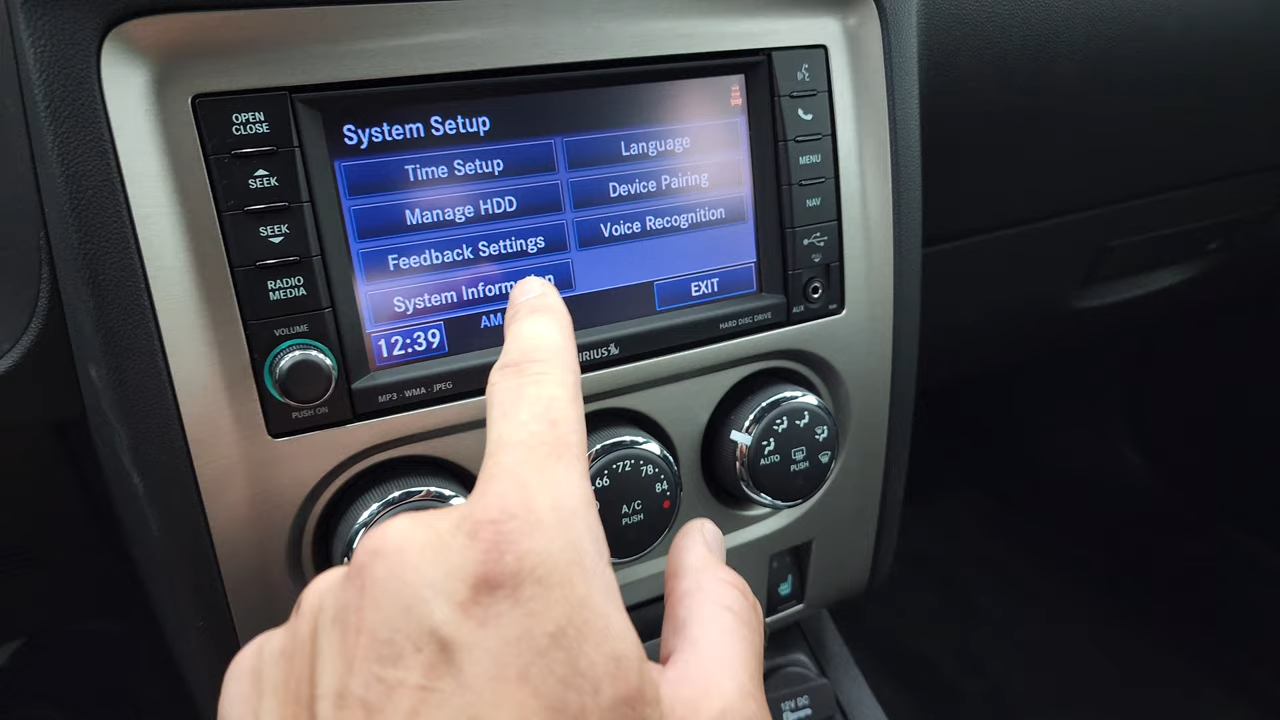 OPEN
CLOSE
SEEK
SEEK
RADIO
MEDIA
VOLUME
PUSH ON
System Setup
Time Setup
Language
Manage HDD
Device Pairing
Feedback Settings
Voice Recognition
System Information
EXIT
12:39
AM
MP3 - WMA - JPEG
SIRIUS
HARD DISC DRIVE
MENU
NAV
AUX
66
72°
78
84
A/C
PUSH
AUTO
PUSH
12V DC